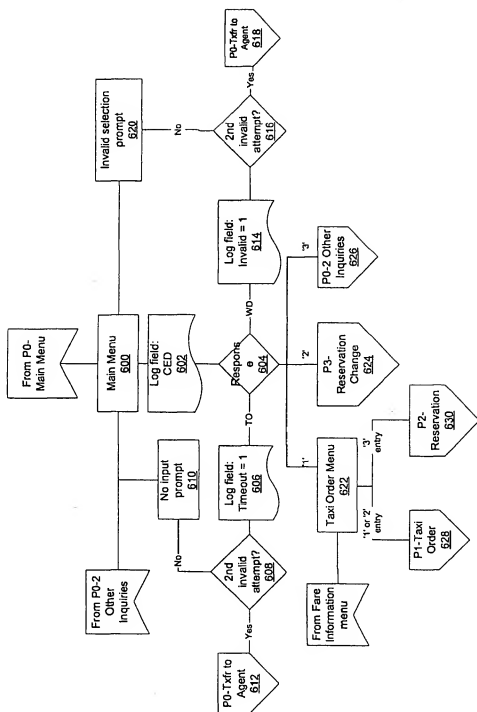 From P0-
Main Menu
From P0-2
Other
Inquiries
Main Menu
600
Invalid selection
prompt
620
No input
prompt
610
Log field:
CED
602
No
No
P0-Txfr to
Agent
612
Yes
2nd
invalid
attempt?
608
Log field:
Timeout = 1
606
TO
Respons
e
604
WD
Log field:
Invalid = 1
614
2nd
invalid
attempt?
616
Yes
P0-Txfr to
Agent
618
'1'
'2'
'3'
From Fare
Information
menu
Taxi Order Menu
622
P3-
Reservation
Change
624
P0-2 Other
Inquiries
626
'1' or '2'
entry
'3'
entry
P1-Taxi
Order
628
P2-
Reservation
630